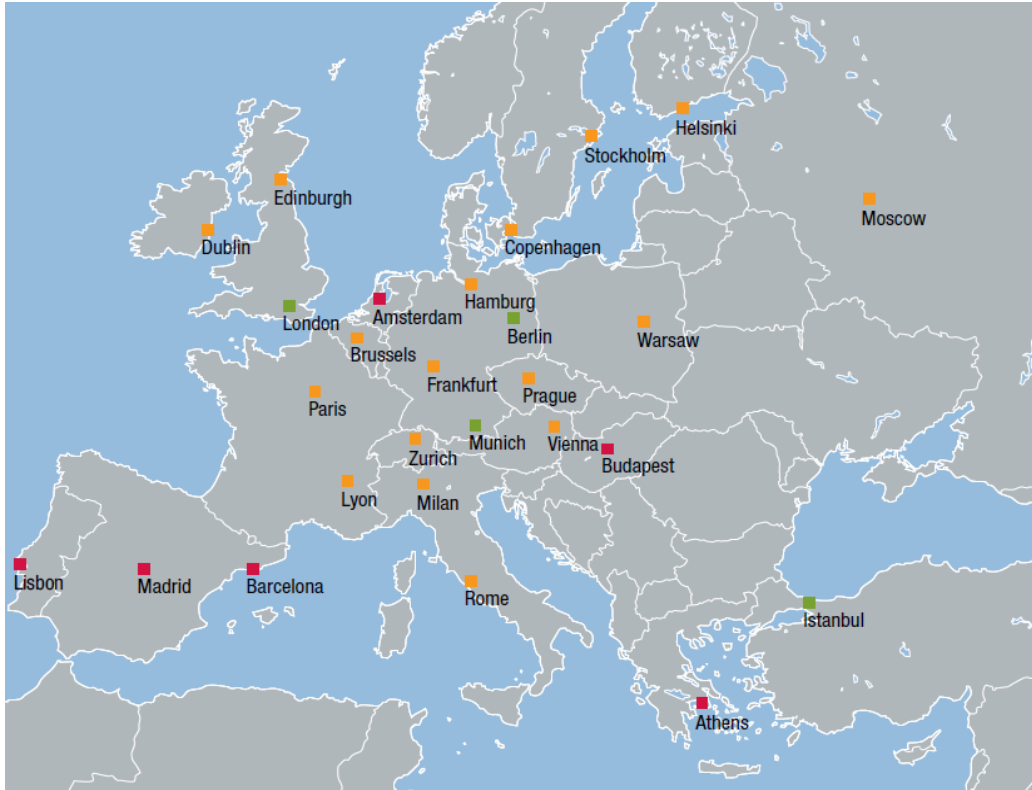 Helsinki
Stockholm
Edinburgh
Moscow
Dublin
Copenhagen
Hamburg
London
Amsterdam
Berlin
Warsaw
Brussels
Frankfurt
Prague
Paris
Munich
Vienna
Zurich
Budapest
Lyon
Milan
Lisbon
Madrid
Barcelona
Rome
Istanbul
Athens